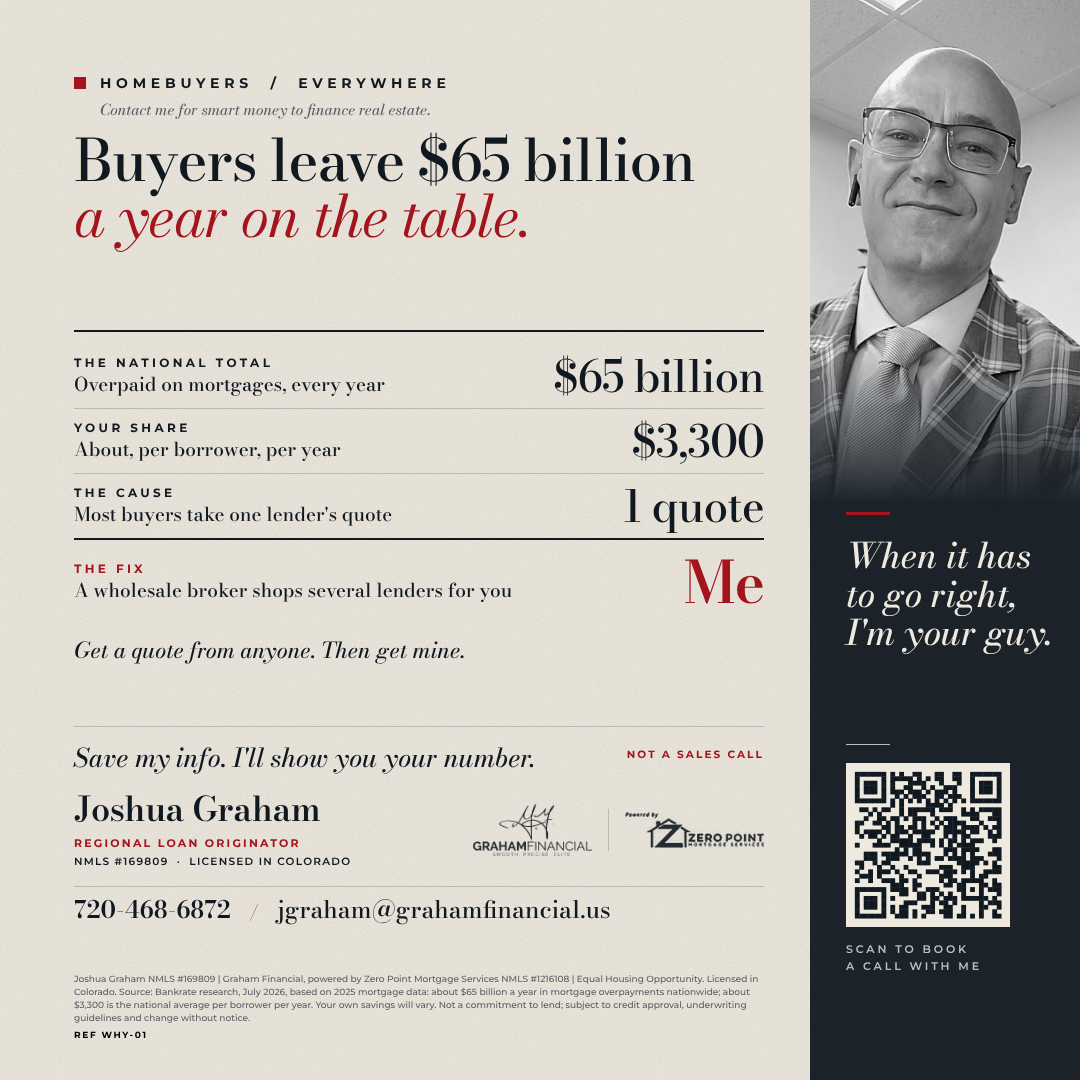 HOMEBUYERS / EVERYWHERE
Contact me for smart money to finance real estate.
Buyers leave $65 billion
a year on the table.
THE NATIONAL TOTAL
Overpaid on mortgages, every year
$65 billion
YOUR SHARE
About, per borrower, per year
$3,300
THE CAUSE
Most buyers take one lender's quote
1 quote
THE FIX
A wholesale broker shops several lenders for you
Me
Get a quote from anyone. Then get mine.
Save my info. I'll show you your number.
NOT A SALES CALL
Joshua Graham
REGIONAL LOAN ORIGINATOR
NMLS #169809 · LICENSED IN COLORADO
GRAHAMFINANCIAL
SMOOTH. PRECISE. ELITE.
Powered by
ZERO POINT
MORTGAGE SERVICES
720-468-6872 / jgraham@grahamfinancial.us
Joshua Graham NMLS #169809 | Graham Financial, powered by Zero Point Mortgage Services NMLS #1216108 | Equal Housing Opportunity. Licensed in
Colorado. Source: Bankrate research, July 2026, based on 2025 mortgage data: about $65 billion a year in mortgage overpayments nationwide; about
$3,300 is the national average per borrower per year. Your own savings will vary. Not a commitment to lend; subject to credit approval, underwriting
guidelines and change without notice.
REF WHY-01
When it has
to go right,
I'm your guy.
SCAN TO BOOK
A CALL WITH ME